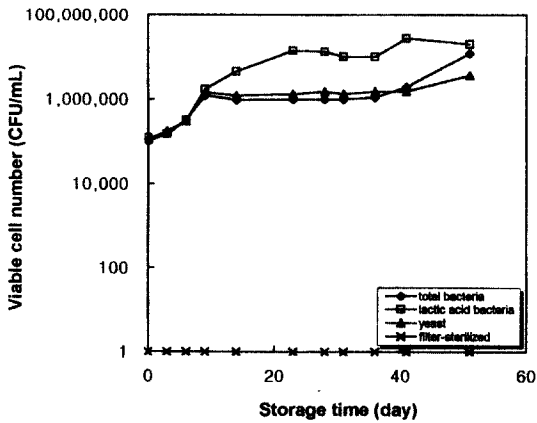 Viable cell number (CFU/mL)
100,000,000
1,000,000
10,000
100
1
total bacteria
lactic acid bacteria
yeast
filter-sterilized
0
20
40
60
Storage time (day)